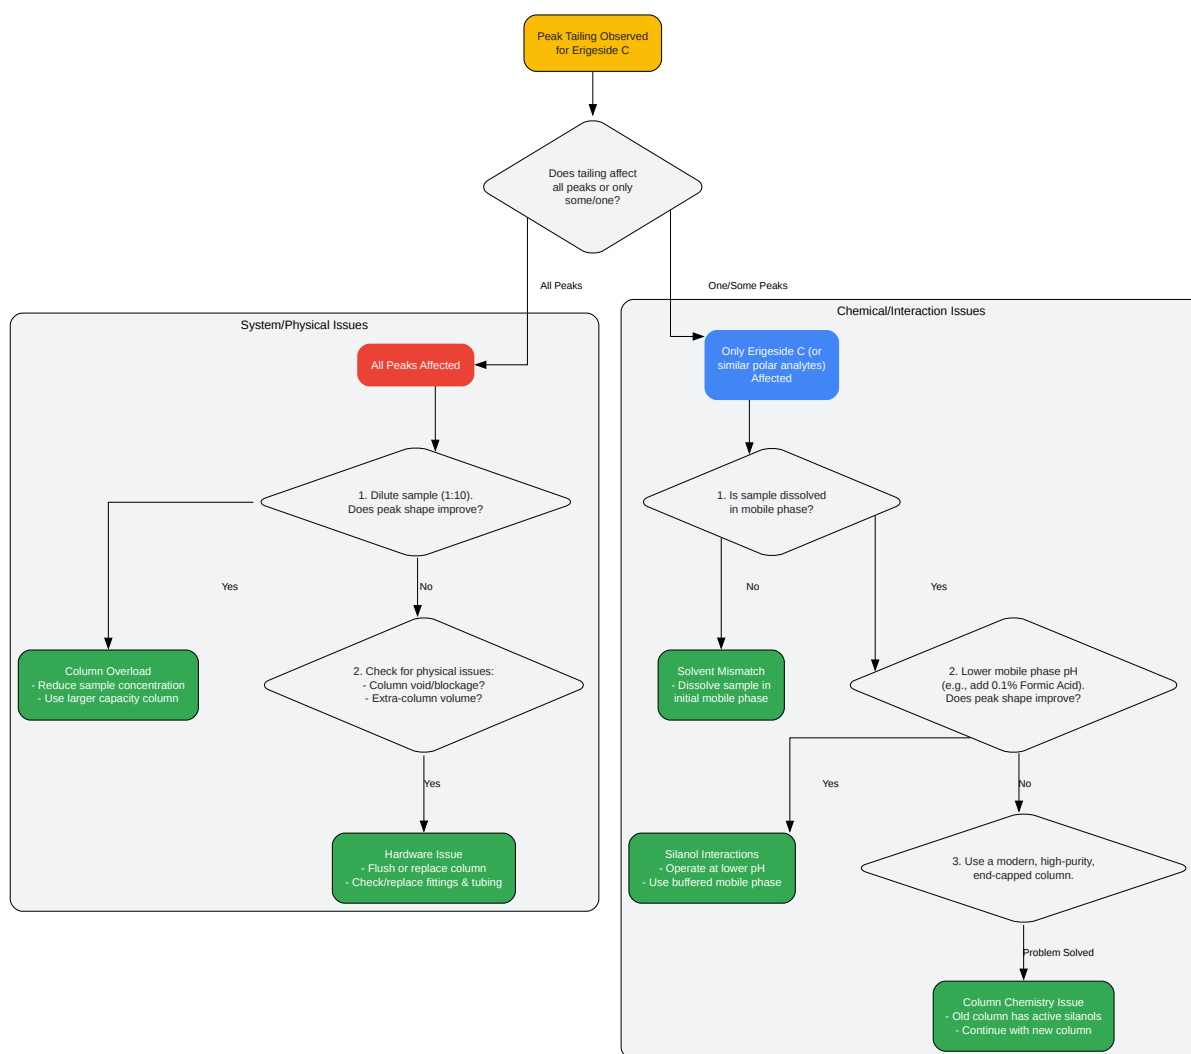 Peak Tailing Observed
for Erigeside C
Does tailing affect
all peaks or only
some/one?
All Peaks
One/Some Peaks
System/Physical Issues
All Peaks Affected
1. Dilute sample (1:10).
Does peak shape improve?
Yes
No
Column Overload
- Reduce sample concentration
- Use larger capacity column
2. Check for physical issues:
- Column void/blockage?
- Extra-column volume?
Yes
Hardware Issue
- Flush or replace column
- Check/replace fittings & tubing
Chemical/Interaction Issues
Only Erigeside C (or
similar polar analytes)
Affected
1. Is sample dissolved
in mobile phase?
No
Yes
Solvent Mismatch
- Dissolve sample in
initial mobile phase
2. Lower mobile phase pH
(e.g., add 0.1% Formic Acid).
Does peak shape improve?
Yes
No
Silanol Interactions
- Operate at lower pH
- Use buffered mobile phase
3. Use a modern, high-purity,
end-capped column.
Problem Solved
Column Chemistry Issue
- Old column has active silanols
- Continue with new column